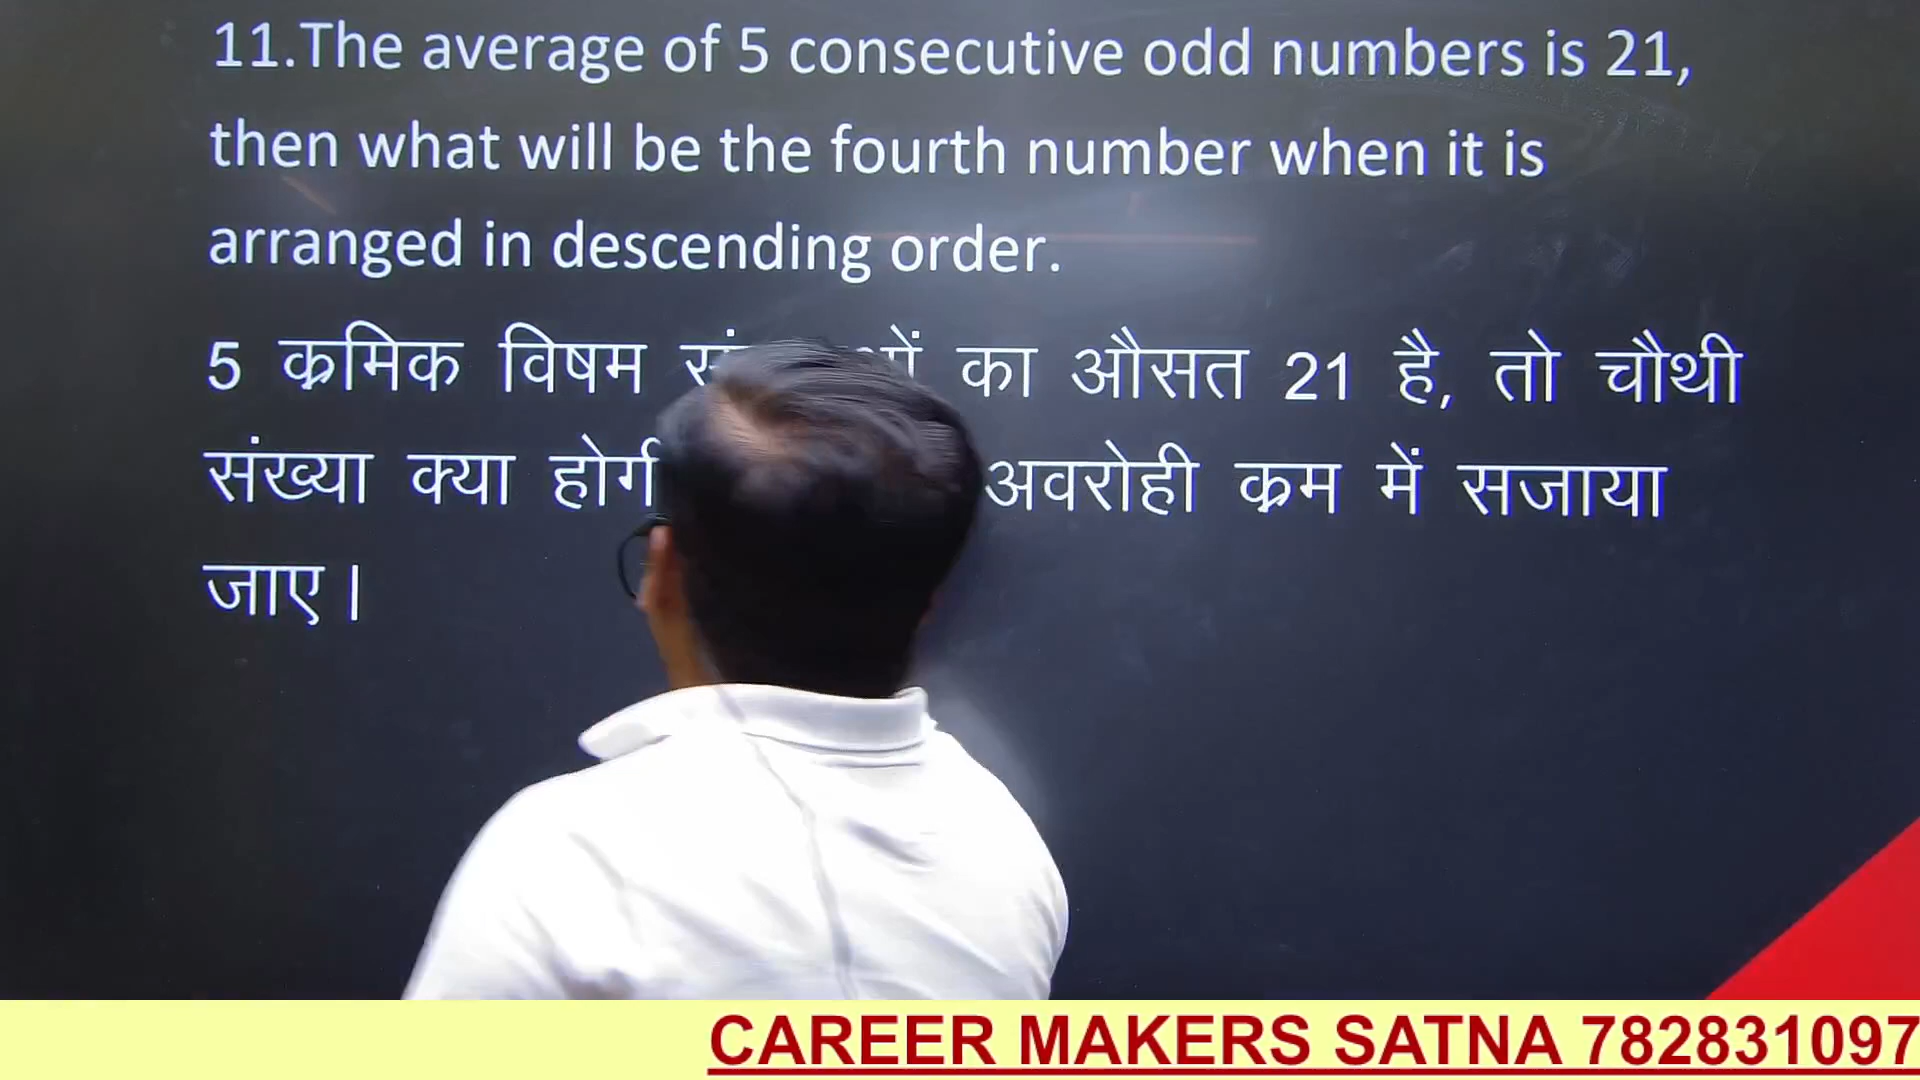 11.The average of 5 consecutive odd numbers is 21,
then what will be the fourth number when it is
arranged in descending order.
5 क्रमिक विषम का औसत 21 है, तो चौथी
संख्या क्या अवरोही क्रम में सजाया
जाए।
CAREER MAKERS SATNA 782831097